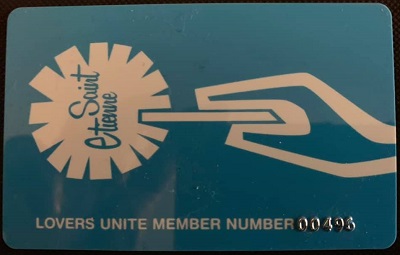 Saint
Etienne
LOVERS UNITE MEMBER NUMBER 00496